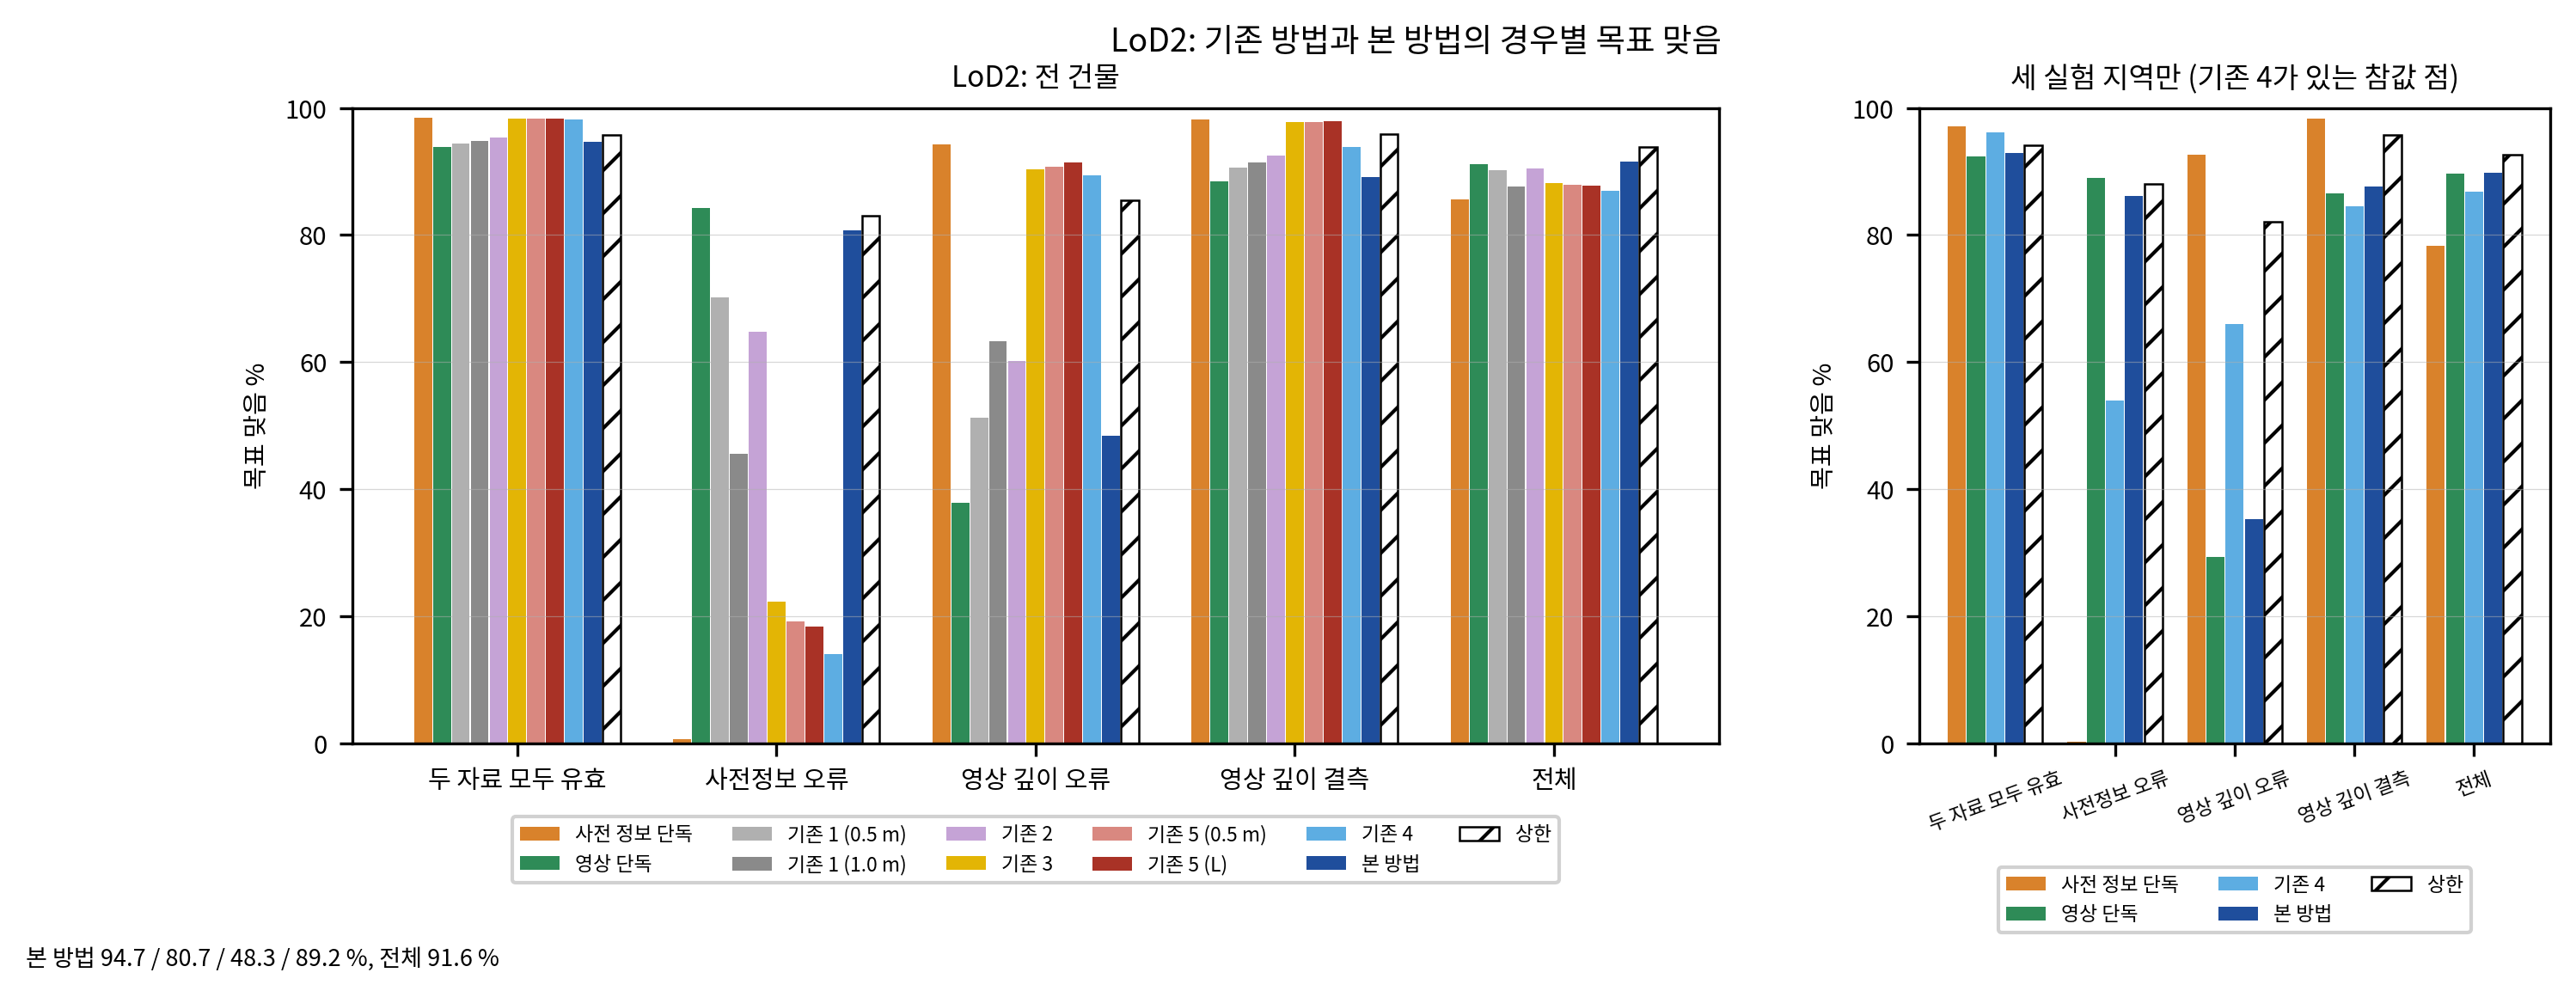 LoD2: 기존 방법과 본 방법의 경우별 목표 맞음
LoD2: 전 건물
목표 맞음 %
100
80
60
40
20
0
두 자료 모두 유효 사전정보 오류 영상 깊이 오류 영상 깊이 결측 전체
사전 정보 단독 기존 1 (0.5 m) 기존 2 기존 5 (0.5 m) 기존 4 상한
영상 단독 기존 1 (1.0 m) 기존 3 기존 5 (L) 본 방법
세 실험 지역만 (기존 4가 있는 참값 점)
목표 맞음 %
100
80
60
40
20
0
두 자료 모두 유효 사전정보 오류 영상 깊이 오류 영상 깊이 결측 전체
사전 정보 단독 기존 4 상한
영상 단독 본 방법
본 방법 94.7 / 80.7 / 48.3 / 89.2 %, 전체 91.6 %